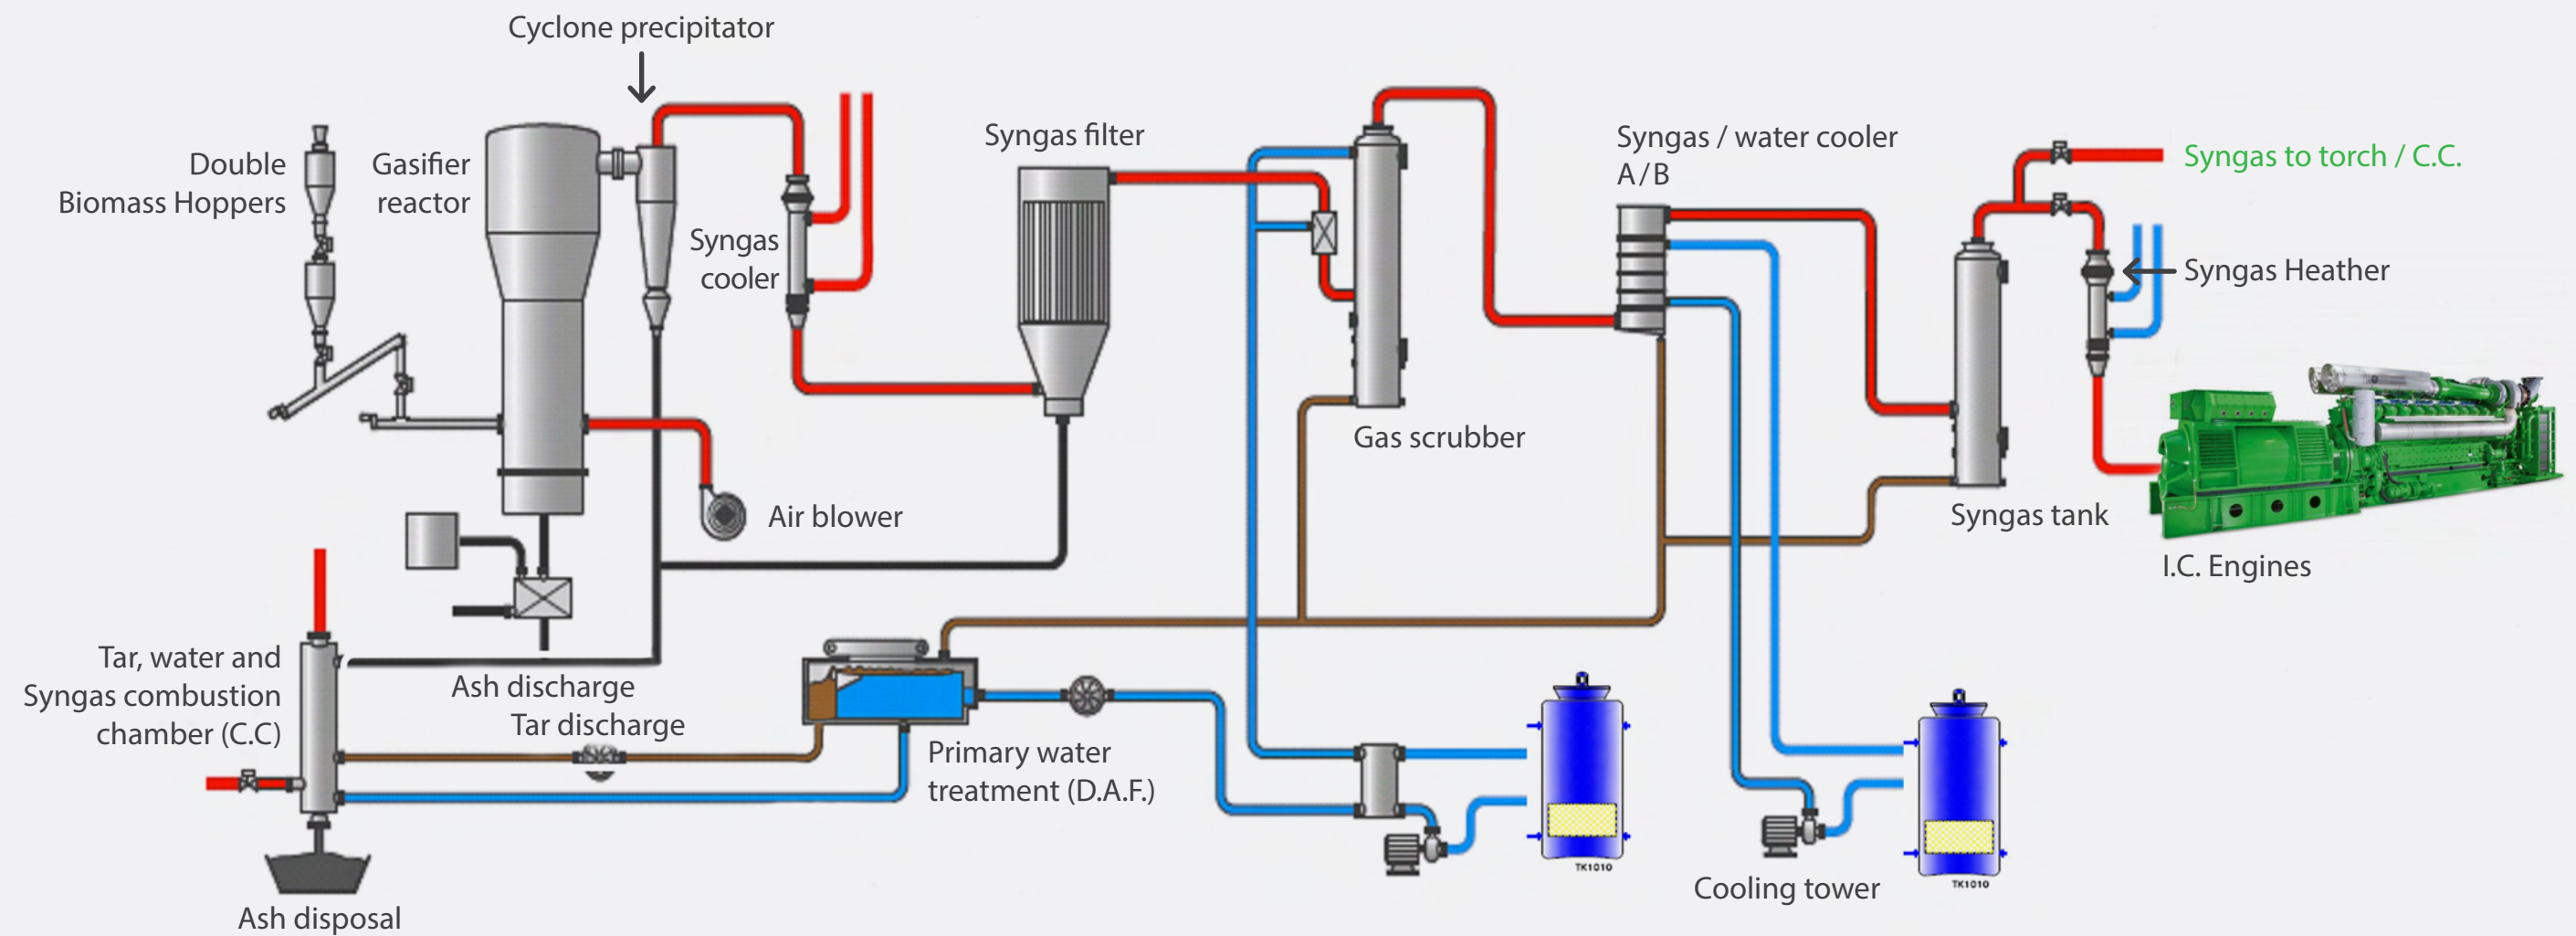 Cyclone precipitator
Double
Biomass Hoppers
Gasifier
reactor
Syngas
cooler
Syngas filter
Syngas / water cooler
A / B
Syngas to torch / C.C.
Syngas Heather
Gas scrubber
Air blower
Syngas tank
I.C. Engines
Tar, water and
Syngas combustion
chamber (C.C)
Ash discharge
Tar discharge
Primary water
treatment (D.A.F.)
TK1010
TK1010
Cooling tower
Ash disposal